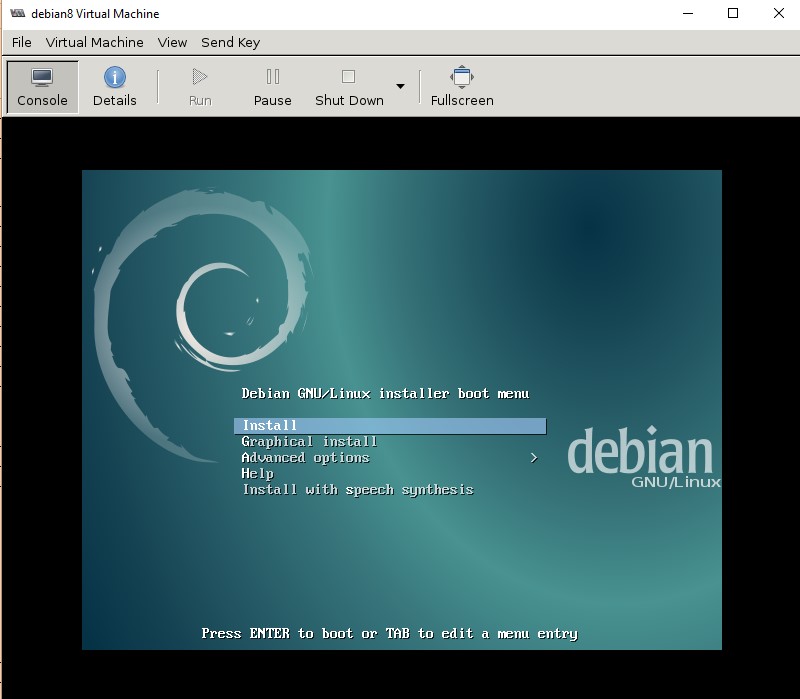 debian8 Virtual Machine
File Virtual Machine View Send Key
Console Details Run Pause Shut Down Fullscreen
Debian GNU/Linux installer boot menu
Install
Graphical install
Advanced options >
Help
Install with speech synthesis
debian
GNU/Linux
Press ENTER to boot or TAB to edit a menu entry